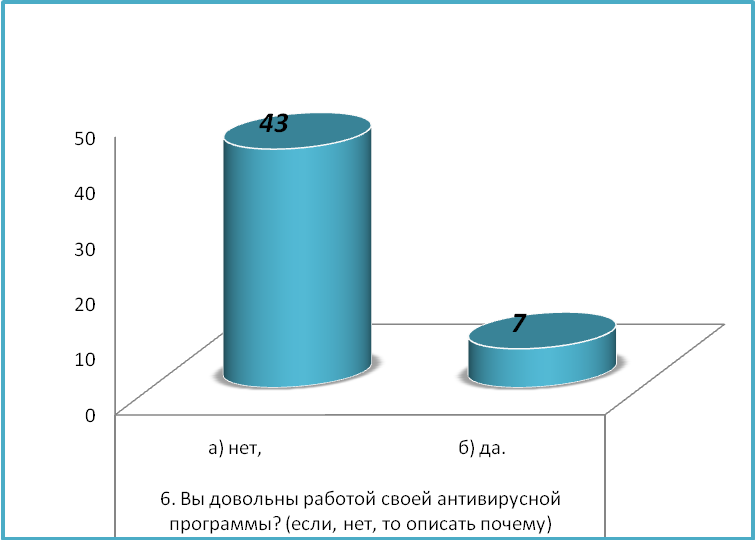 43
50
40
30
7
20
10
0
а) нет,
б) да.
6. Вы довольны работой своей антивирусной
программы? (если, нет, то описать почему)